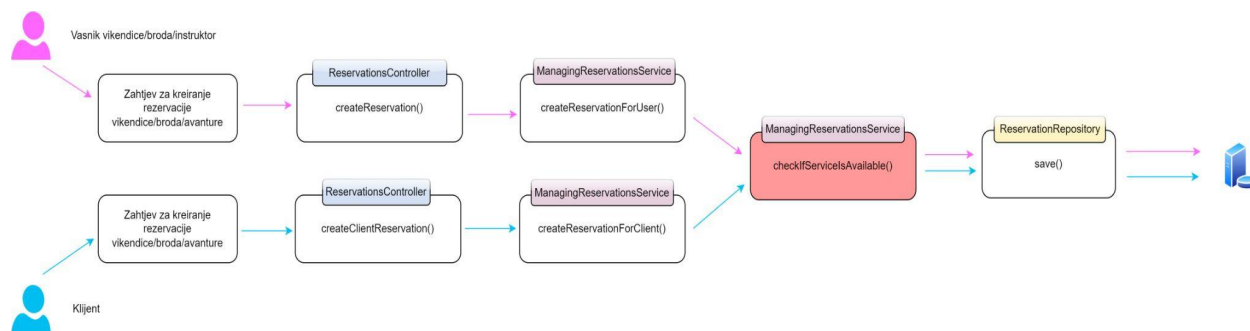 Vasnik vikendice/broda/instruktor
Zahtjev za kreiranje
rezervacije
vikendice/broda/avanture
ReservationsController
createReservation()
ManagingReservationsService
createReservationForUser()
ManagingReservationsService
checkIfServiceIsAvailable()
ReservationRepository
save()
Zahtjev za kreiranje
rezervacije
vikendice/broda/avanture
ReservationsController
createClientReservation()
ManagingReservationsService
createReservationForClient()
Klijent